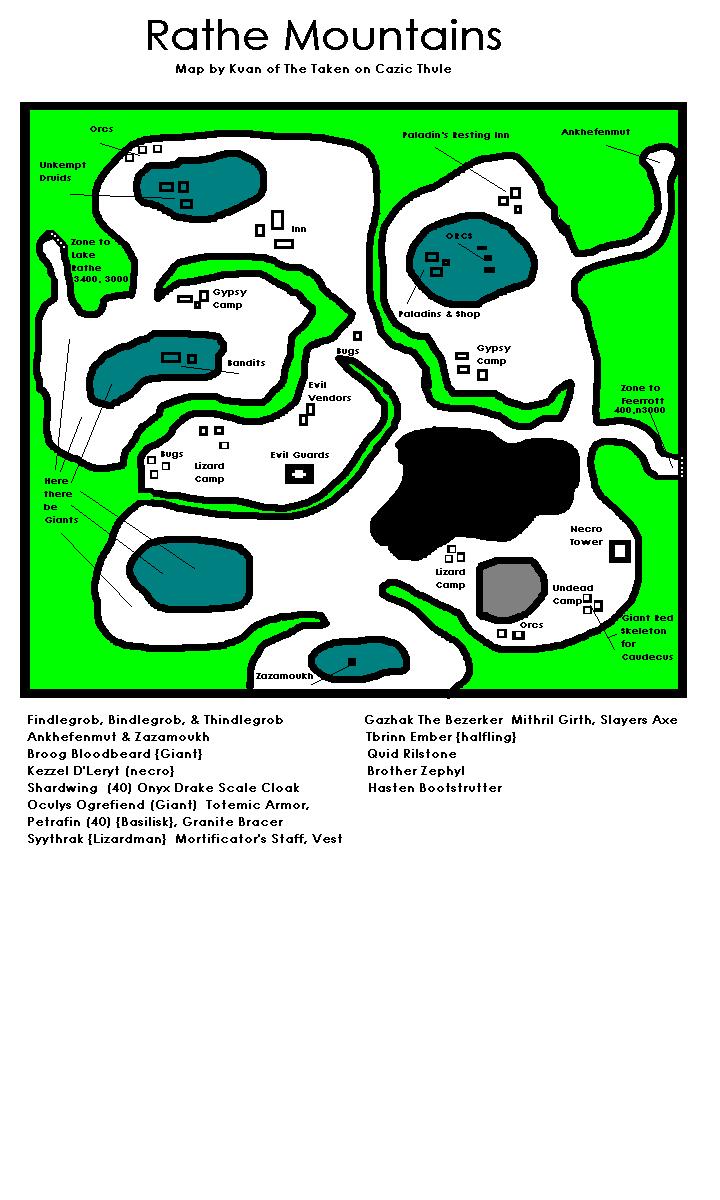 Rathe Mountains
Map by Kuan of The Taken on Cazic Thule
Orcs
Unkempt
Druids
Inn
Paladin's Resting Inn
Ankhefenmut
ORCS
Paladins & Shop
Zone to
Lake
Rathe
3400, 3000
Gypsy
Camp
Bugs
Gypsy
Camp
Bandits
Evil
Vendors
Zone to
Feerrott
400,n3000
Bugs
Lizard
Camp
Evil Guards
Here
there
be
Giants
Necro
Tower
Lizard
Camp
Undead
Camp
Orcs
Giant Red
Skeleton
for
Caudecus
Zazamoukh
Findlegrob, Bindlegrob, & Thindlegrob
Ankhefenmut & Zazamoukh
Broog Bloodbeard {Giant}
Kezzel D'Leryt (necro}
Shardwing (40) Onyx Drake Scale Cloak
Oculys Ogrefiend (Giant) Totemic Armor,
Petrafin (40) {Basilisk}, Granite Bracer
Syythrak {Lizardman} Mortificator's Staff, Vest
Gazhak The Bezerker Mithril Girth, Slayers Axe
Tbrinn Ember {halfling}
Quid Rilstone
Brother Zephyl
Hasten Bootstrutter